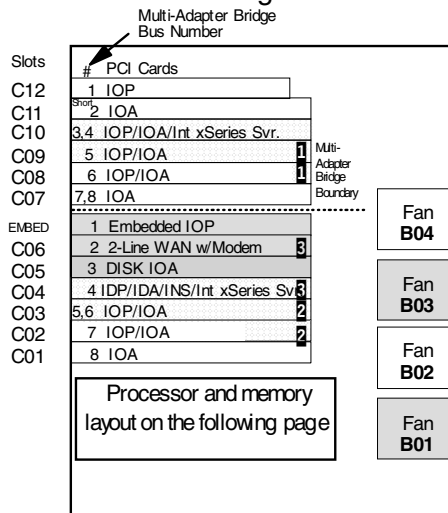 Multi-Adapter Bridge
Bus Number
Slots
# PCI Cards
C12 1 IOP
C11 Short 2 IOA
C10 3,4 IOP/IOA/Int xSeries Svr.
C09 5 IOP/IOA 1
C08 6 IOP/IOA 1
C07 7,8 IOA
Multi-
Adapter
Bridge
Boundary
EMBED 1 Embedded IOP
C06 2 2-Line WAN w/Modem 3
C05 3 DISK IOA
C04 4 IDP/IDA/INS/Int xSeries Svr 3
C03 5,6 IOP/IOA 2
C02 7 IOP/IOA 2
C01 8 IOA
Processor and memory
layout on the following page
Fan
B04
Fan
B03
Fan
B02
Fan
B01